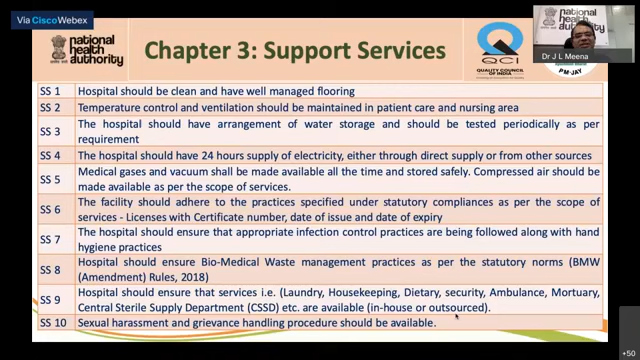 Via Cisco Webex
national
health
authority
Chapter 3: Support Services
QCI
QUALITY COUNCIL
OF INDIA
PM-JAY
Dr J L Meena
SS 1 Hospital should be clean and have well managed flooring
SS 2 Temperature control and ventilation should be maintained in patient care and nursing area
SS 3 The hospital should have arrangement of water storage and should be tested periodically as per
requirement
SS 4 The hospital should have 24 hours supply of electricity, either through direct supply or from other sources
SS 5 Medical gases and vacuum shall be made available all the time and stored safely. Compressed air should be
made available as per the scope of services.
SS 6 The facility should adhere to the practices specified under statutory compliances as per the scope of
services - Licenses with Certificate number, date of issue and date of expiry
SS 7 The hospital should ensure that appropriate infection control practices are being followed along with hand
hygiene practices
SS 8 Hospital should ensure Bio-Medical Waste management practices as per the statutory norms (BMW
(Amendment) Rules, 2018)
SS 9 Hospital should ensure that services i.e. (Laundry, Housekeeping, Dietary, security, Ambulance, Mortuary,
Central Sterile Supply Department (CSSD) etc. are available (in-house or outsourced).
SS 10 Sexual harassment and grievance handling procedure should be available.
+50